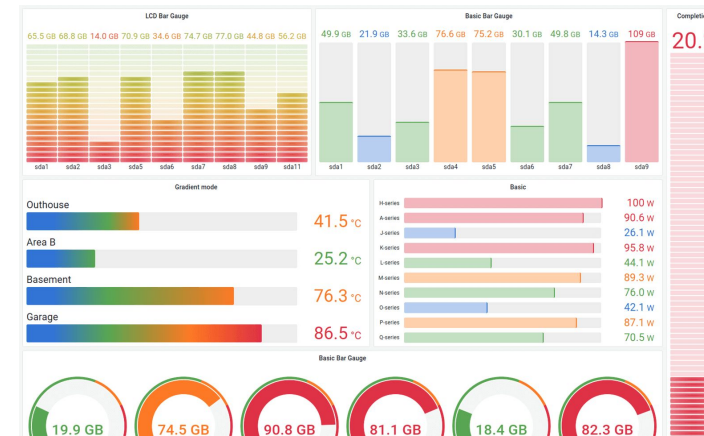 LCD Bar Gauge
65.5 GB 68.8 GB 14.0 GB 70.9 GB 34.6 GB 74.7 GB 77.0 GB 44.8 GB 56.2 GB
sda1 sda2 sda3 sda5 sda6 sda7 sda8 sda9 sda11
Basic Bar Gauge
49.9 GB 21.9 GB 33.6 GB 76.6 GB 75.2 GB 30.1 GB 49.8 GB 14.3 GB 109 GB
sda1 sda2 sda3 sda4 sda5 sda6 sda7 sda8 sda9
20.
Gradient mode
Outhouse
41.5 °C
Area B
25.2 °C
Basement
76.3 °C
Garage
86.5 °C
Basic
H-series 100 W
A-series 90.6 W
J-series 26.1 W
K-series 95.8 W
L-series 44.1 W
M-series 89.3 W
N-series 76.0 W
O-series 42.1 W
P-series 87.1 W
Q-series 70.5 W
Basic Bar Gauge
19.9 GB 74.5 GB 90.8 GB 81.1 GB 18.4 GB 82.3 GB